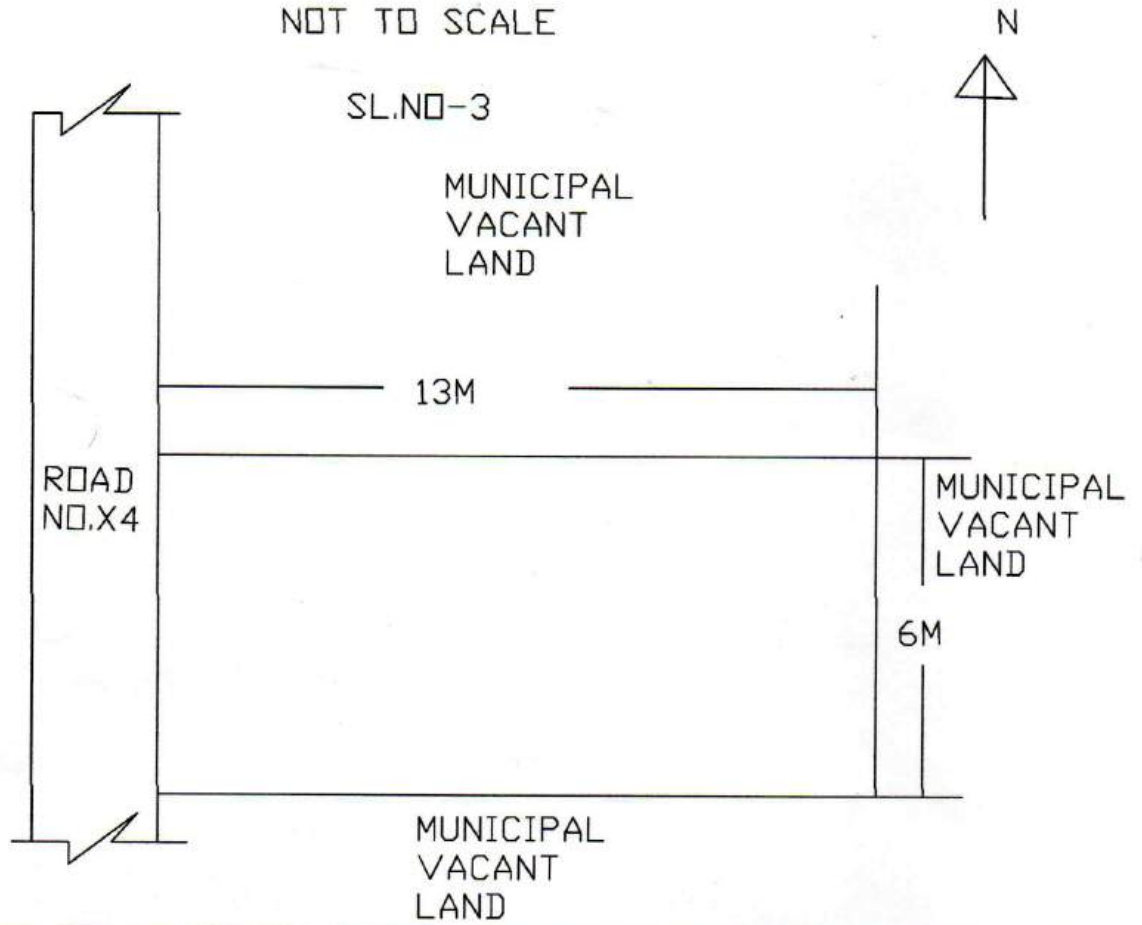 NOT TO SCALE
N
SL.NO-3
MUNICIPAL
VACANT
LAND
13M
ROAD
NO.X4
MUNICIPAL
VACANT
LAND
6M
MUNICIPAL
VACANT
LAND